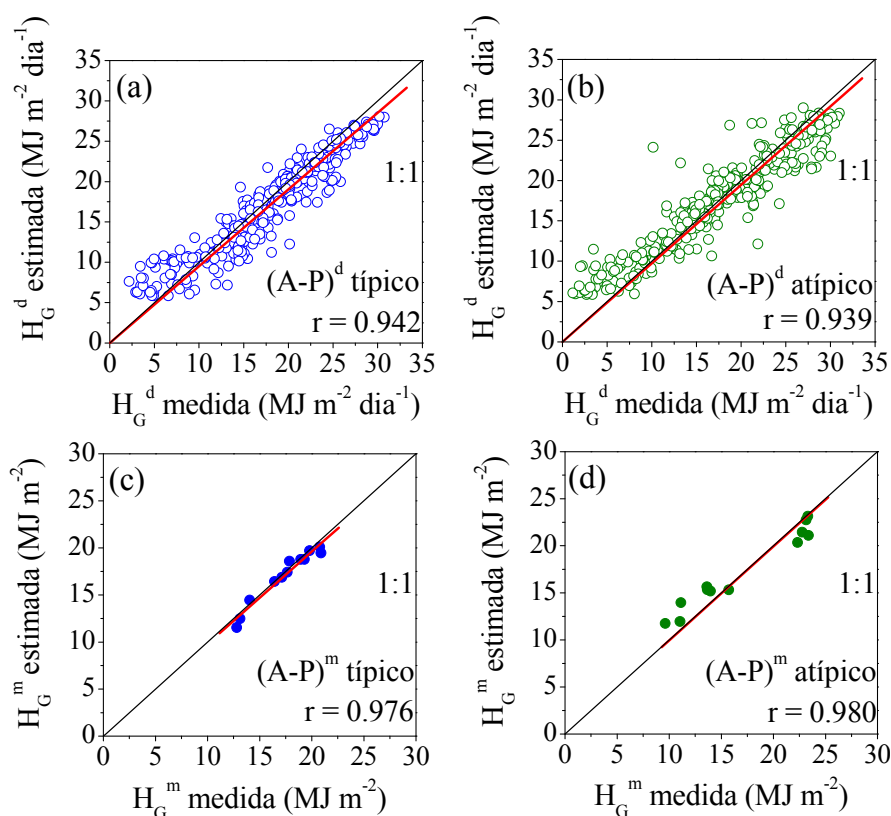 (a)
H_G^d estimada (MJ m^-2 dia^-1)
35
30
25
20
15
10
5
0
1:1
(A-P)^d típico
r = 0.942
0 5 10 15 20 25 30 35
H_G^d medida (MJ m^-2 dia^-1)
(b)
H_G^d estimada (MJ m^-2 dia^-1)
35
30
25
20
15
10
5
0
1:1
(A-P)^d atípico
r = 0.939
0 5 10 15 20 25 30 35
H_G^d medida (MJ m^-2 dia^-1)
(c)
H_G^m estimada (MJ m^-2)
30
25
20
15
10
5
0
1:1
(A-P)^m típico
r = 0.976
0 5 10 15 20 25 30
H_G^m medida (MJ m^-2)
(d)
H_G^m estimada (MJ m^-2)
30
25
20
15
10
5
0
1:1
(A-P)^m atípico
r = 0.980
0 5 10 15 20 25 30
H_G^m medida (MJ m^-2)